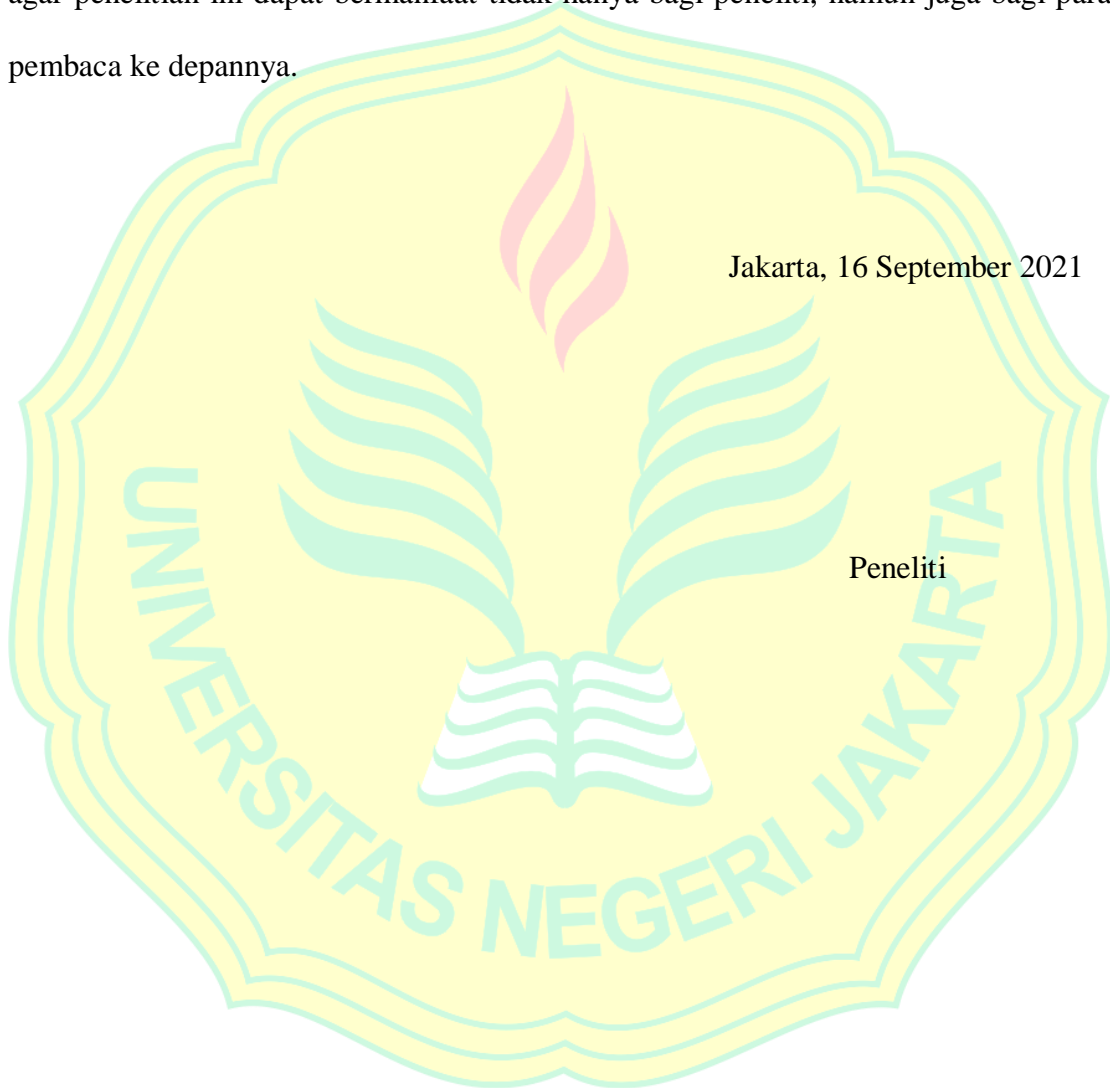 agar penelitian ini dapat bermanfaat tidak hanya bagi peneliti, namun juga bagi para
pembaca ke depannya.
Jakarta, 16 September 2021
Peneliti
UNIVERSITAS NEGERI JAKARTA